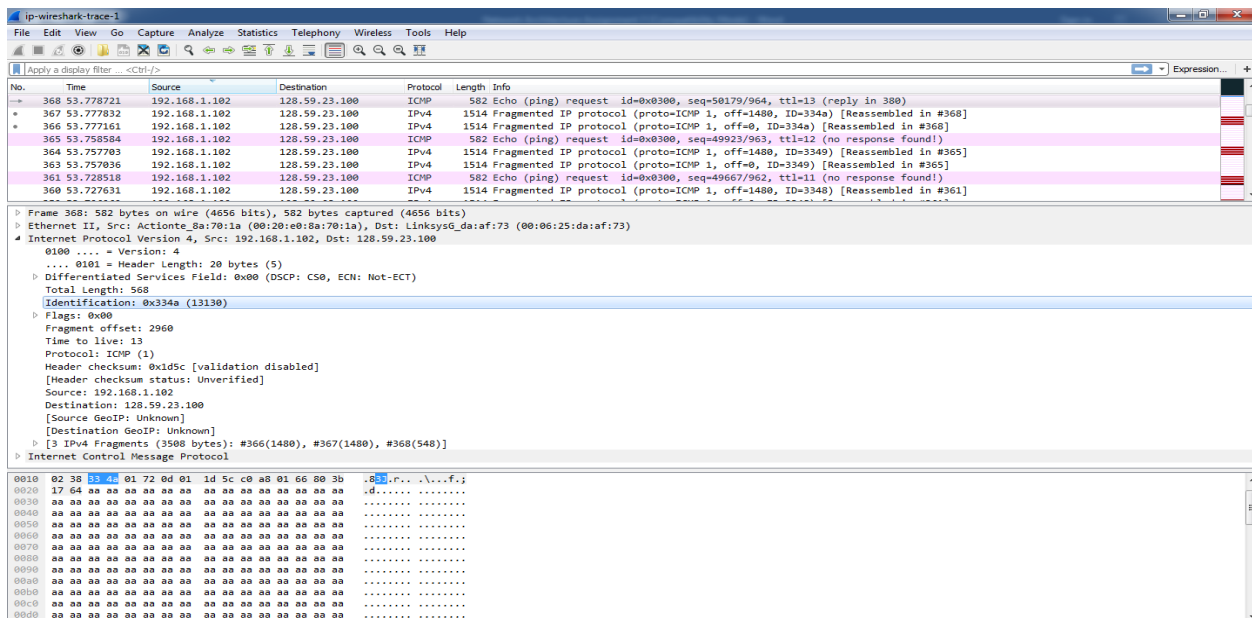 ip-wireshark-trace-1
File Edit View Go Capture Analyze Statistics Telephony Wireless Tools Help
Apply a display filter ... <Ctrl-/> Expression... +
No. Time Source Destination Protocol Length Info
368 53.778721 192.168.1.102 128.59.23.100 ICMP 582 Echo (ping) request id=0x0300, seq=50179/964, ttl=13 (reply in 380)
367 53.777832 192.168.1.102 128.59.23.100 IPv4 1514 Fragmented IP protocol (proto=ICMP 1, off=1480, ID=334a) [Reassembled in #368]
366 53.777161 192.168.1.102 128.59.23.100 IPv4 1514 Fragmented IP protocol (proto=ICMP 1, off=0, ID=334a) [Reassembled in #368]
365 53.758584 192.168.1.102 128.59.23.100 ICMP 582 Echo (ping) request id=0x0300, seq=49923/963, ttl=12 (no response found!)
364 53.757703 192.168.1.102 128.59.23.100 IPv4 1514 Fragmented IP protocol (proto=ICMP 1, off=1480, ID=3349) [Reassembled in #365]
363 53.757036 192.168.1.102 128.59.23.100 IPv4 1514 Fragmented IP protocol (proto=ICMP 1, off=0, ID=3349) [Reassembled in #365]
361 53.728518 192.168.1.102 128.59.23.100 ICMP 582 Echo (ping) request id=0x0300, seq=49667/962, ttl=11 (no response found!)
360 53.727631 192.168.1.102 128.59.23.100 IPv4 1514 Fragmented IP protocol (proto=ICMP 1, off=1480, ID=3348) [Reassembled in #361]
Frame 368: 582 bytes on wire (4656 bits), 582 bytes captured (4656 bits)
Ethernet II, Src: Actionte_8a:70:1a (00:20:e0:8a:70:1a), Dst: LinksysG_da:af:73 (00:06:25:da:af:73)
Internet Protocol Version 4, Src: 192.168.1.102, Dst: 128.59.23.100
0100 .... = Version: 4
.... 0101 = Header Length: 20 bytes (5)
Differentiated Services Field: 0x00 (DSCP: CS0, ECN: Not-ECT)
Total Length: 568
Identification: 0x334a (13130)
Flags: 0x00
Fragment offset: 2960
Time to live: 13
Protocol: ICMP (1)
Header checksum: 0x1d5c [validation disabled]
[Header checksum status: Unverified]
Source: 192.168.1.102
Destination: 128.59.23.100
[Source GeoIP: Unknown]
[Destination GeoIP: Unknown]
[3 IPv4 Fragments (3508 bytes): #366(1480), #367(1480), #368(548)]
Internet Control Message Protocol
0010 02 38 33 4a 01 72 0d 01 1d 5c c0 a8 01 66 80 3b .83J.r.. .\...f.;
0020 17 64 aa aa aa aa aa aa aa aa aa aa aa aa aa aa .d...... ........
0030 aa aa aa aa aa aa aa aa aa aa aa aa aa aa aa aa ........ ........
0040 aa aa aa aa aa aa aa aa aa aa aa aa aa aa aa aa ........ ........
0050 aa aa aa aa aa aa aa aa aa aa aa aa aa aa aa aa ........ ........
0060 aa aa aa aa aa aa aa aa aa aa aa aa aa aa aa aa ........ ........
0070 aa aa aa aa aa aa aa aa aa aa aa aa aa aa aa aa ........ ........
0080 aa aa aa aa aa aa aa aa aa aa aa aa aa aa aa aa ........ ........
0090 aa aa aa aa aa aa aa aa aa aa aa aa aa aa aa aa ........ ........
00a0 aa aa aa aa aa aa aa aa aa aa aa aa aa aa aa aa ........ ........
00b0 aa aa aa aa aa aa aa aa aa aa aa aa aa aa aa aa ........ ........
00c0 aa aa aa aa aa aa aa aa aa aa aa aa aa aa aa aa ........ ........
00d0 aa aa aa aa aa aa aa aa aa aa aa aa aa aa aa aa ........ ........